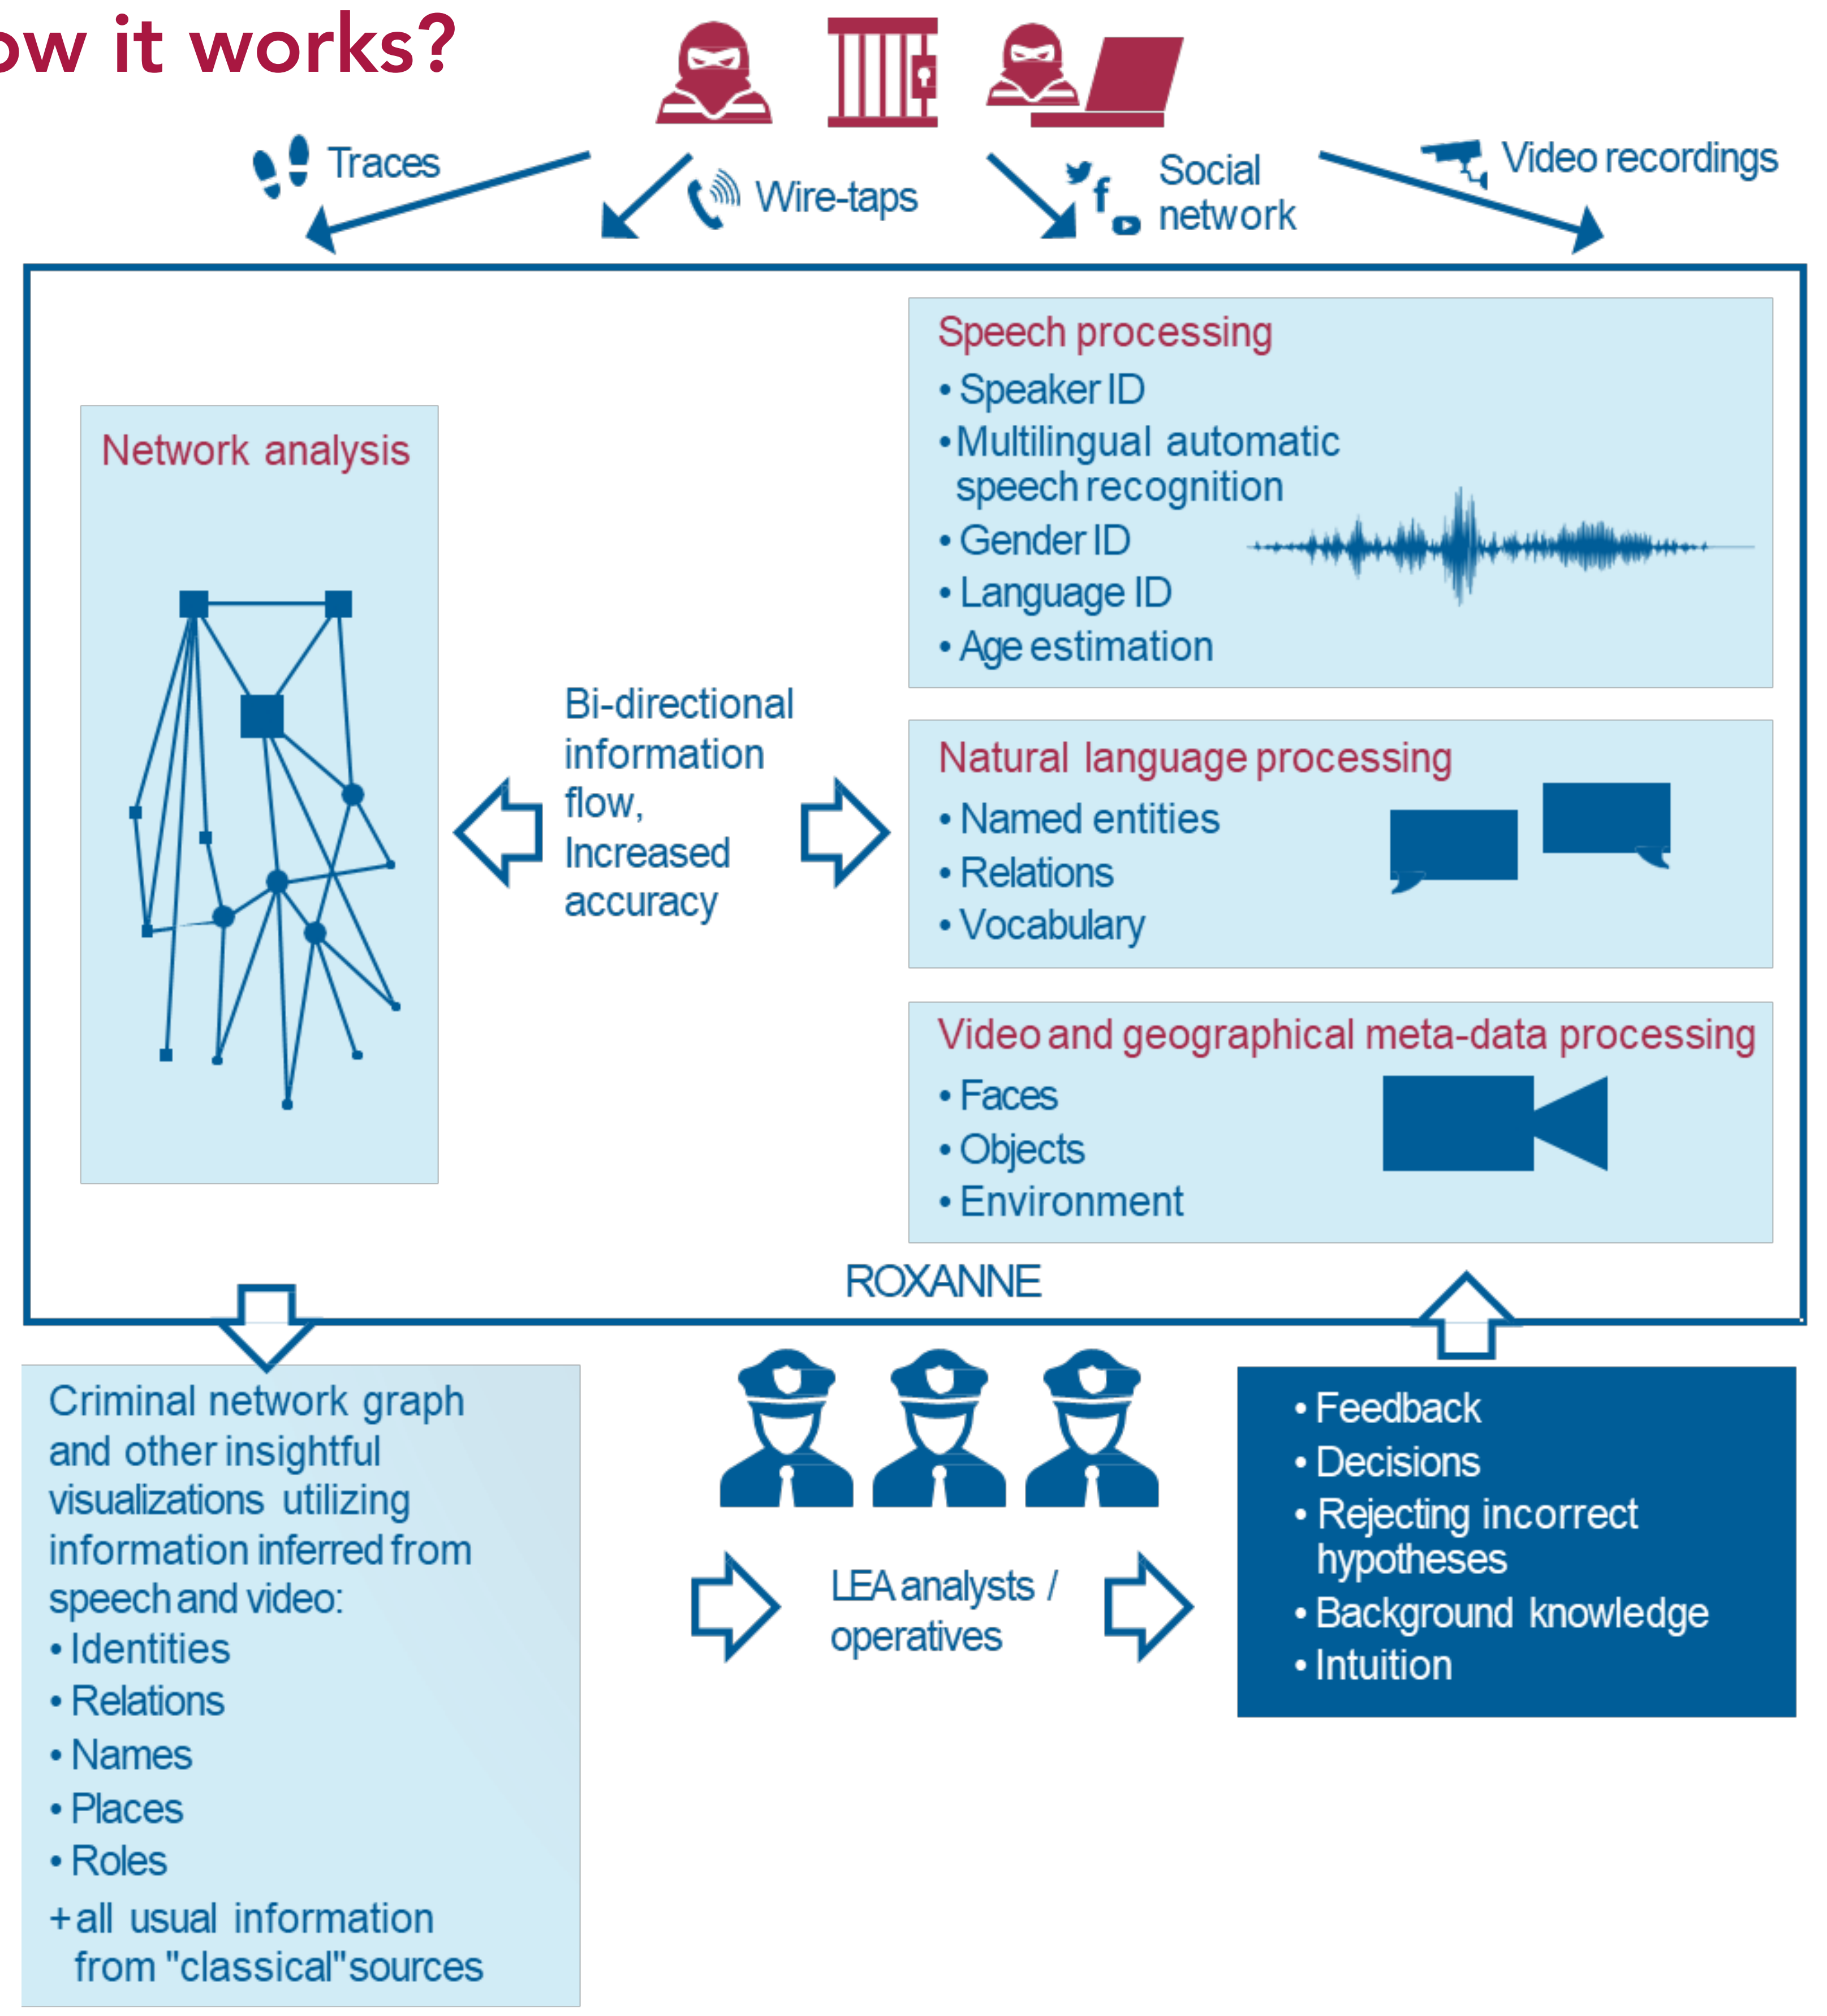 ow it works?
Traces
Wire-taps
Social
network
Video recordings
Network analysis
Bi-directional
information
flow,
Increased
accuracy
Speech processing
• Speaker ID
• Multilingual automatic
speech recognition
• Gender ID
• Language ID
• Age estimation
Natural language processing
• Named entities
• Relations
• Vocabulary
Video and geographical meta-data processing
• Faces
• Objects
• Environment
ROXANNE
Criminal network graph
and other insightful
visualizations utilizing
information inferred from
speech and video:
• Identities
• Relations
• Names
• Places
• Roles
+ all usual information
from "classical" sources
LEA analysts /
operatives
• Feedback
• Decisions
• Rejecting incorrect
hypotheses
• Background knowledge
• Intuition